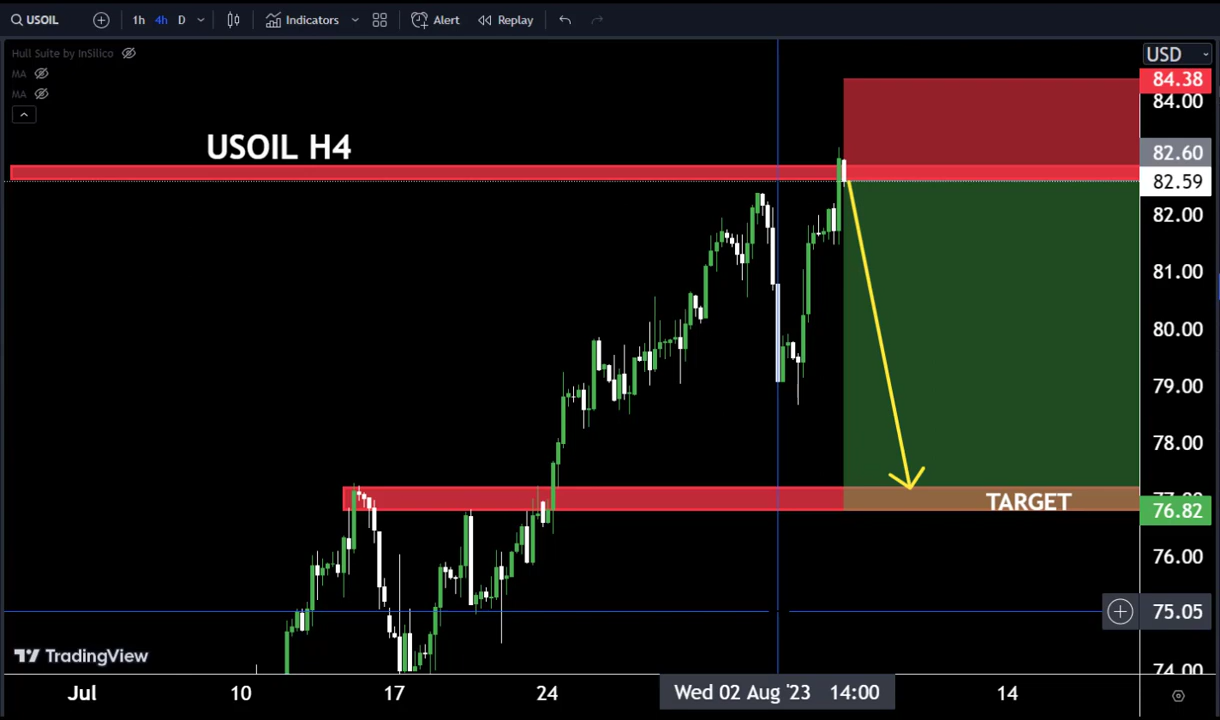 USOIL 1h 4h D Indicators Alert Replay
Hull Suite by InSilico
MA
MA
USD
84.38
84.00
USOIL H4
82.60
82.59
82.00
81.00
80.00
79.00
78.00
TARGET
76.82
76.00
75.05
TradingView
74.00
Jul 10 17 24 Wed 02 Aug '23 14:00 14